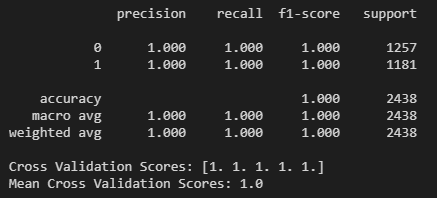 precision recall f1-score support
0 1.000 1.000 1.000 1257
1 1.000 1.000 1.000 1181
accuracy 1.000 2438
macro avg 1.000 1.000 1.000 2438
weighted avg 1.000 1.000 1.000 2438
Cross Validation Scores: [1. 1. 1. 1. 1.]
Mean Cross Validation Scores: 1.0